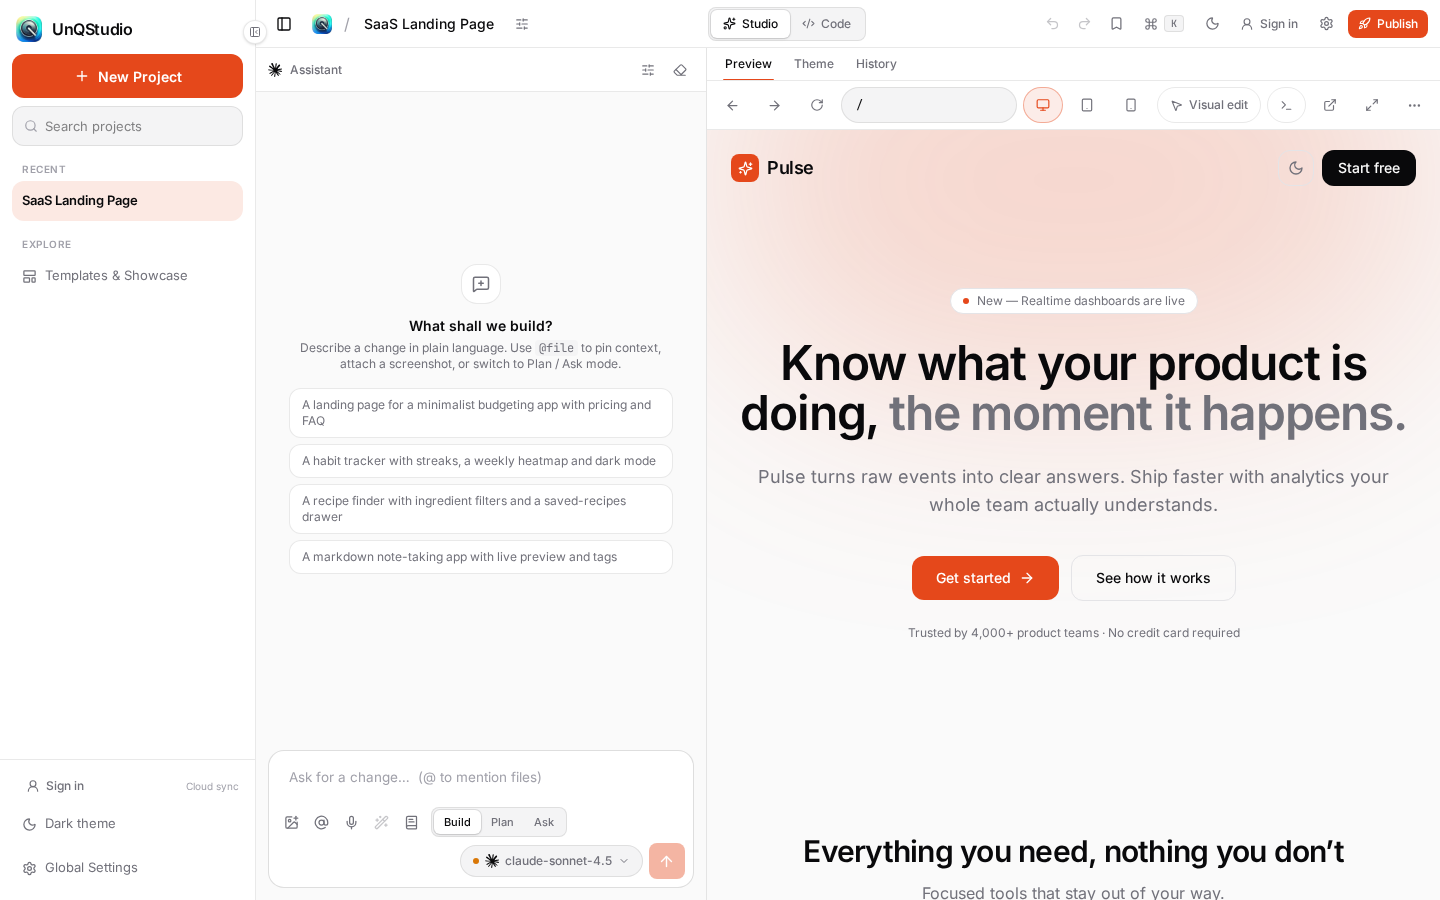 UnQStudio
New Project
Search projects
RECENT
SaaS Landing Page
EXPLORE
Templates & Showcase
Sign in
Cloud sync
Dark theme
Global Settings
/ SaaS Landing Page
Studio
Code
⌘ K
Sign in
Publish
Assistant
What shall we build?
Describe a change in plain language. Use @file to pin context,
attach a screenshot, or switch to Plan / Ask mode.
A landing page for a minimalist budgeting app with pricing and
FAQ
A habit tracker with streaks, a weekly heatmap and dark mode
A recipe finder with ingredient filters and a saved-recipes
drawer
A markdown note-taking app with live preview and tags
Ask for a change... (@ to mention files)
Build
Plan
Ask
claude-sonnet-4.5
Preview
Theme
History
/
Visual edit
Pulse
Start free
New — Realtime dashboards are live
Know what your product is
doing, the moment it happens.
Pulse turns raw events into clear answers. Ship faster with analytics your
whole team actually understands.
Get started
See how it works
Trusted by 4,000+ product teams · No credit card required
Everything you need, nothing you don’t
Focused tools that stay out of your way.